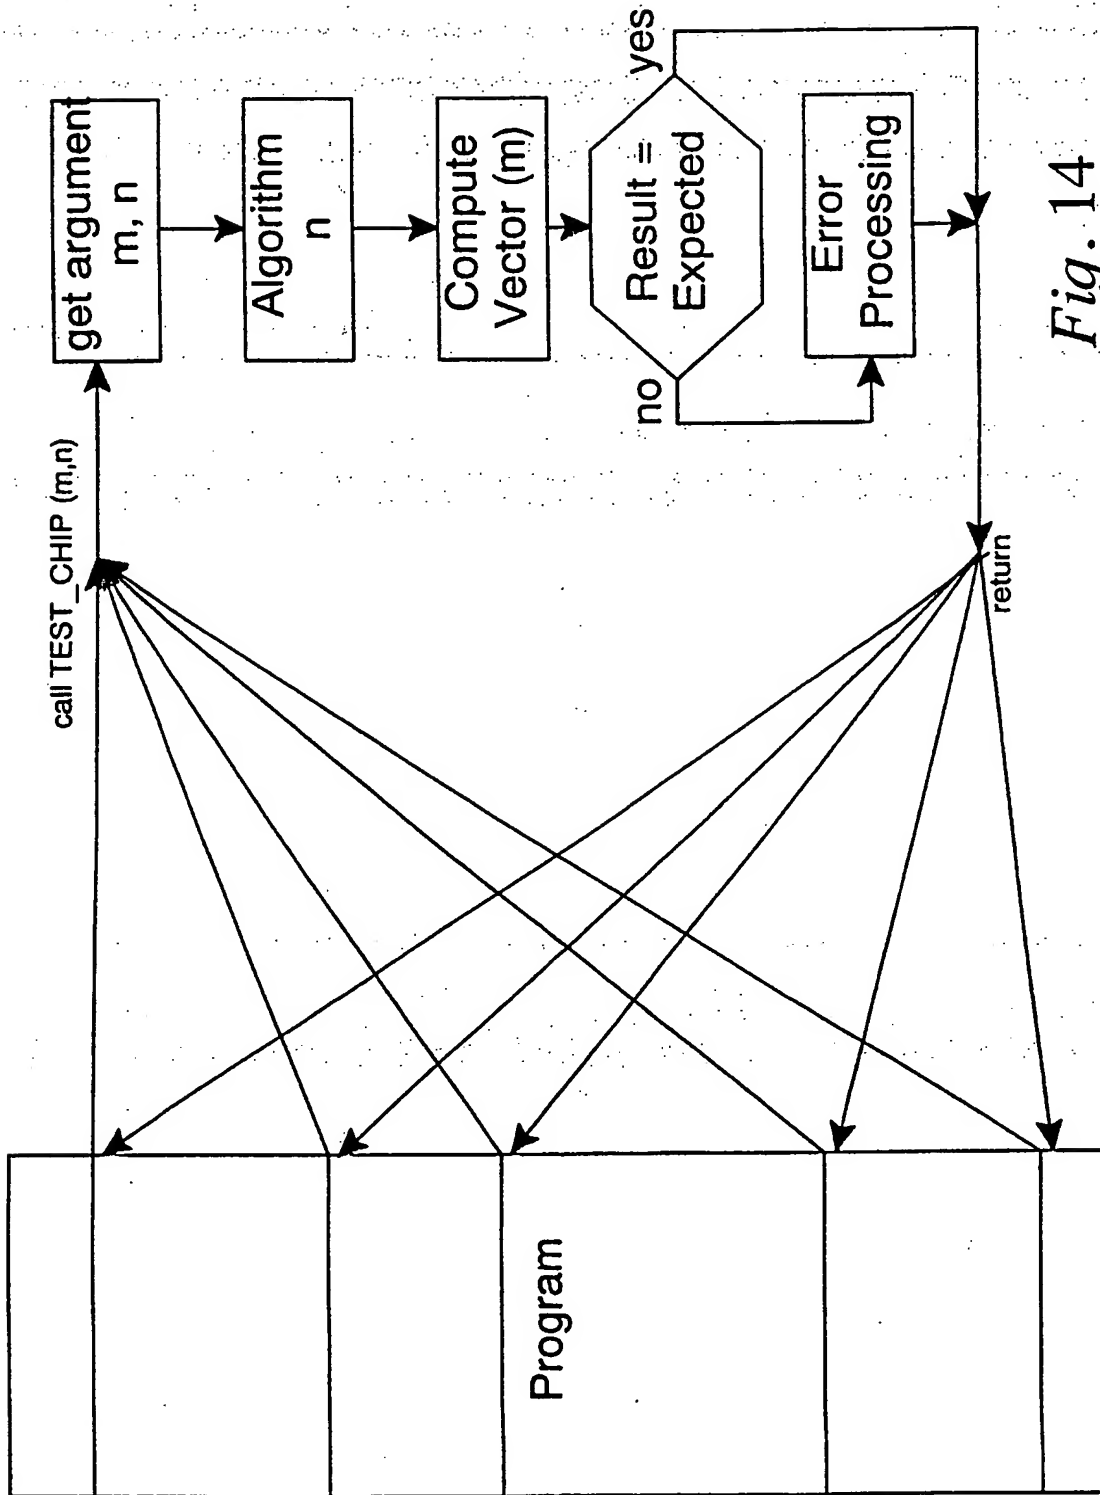 call TEST_CHIP (m,n)
get argument
m, n
Algorithm
n
Compute
Vector (m)
Result =
Expected
yes
no
Error
Processing
return
Program
Fig. 14